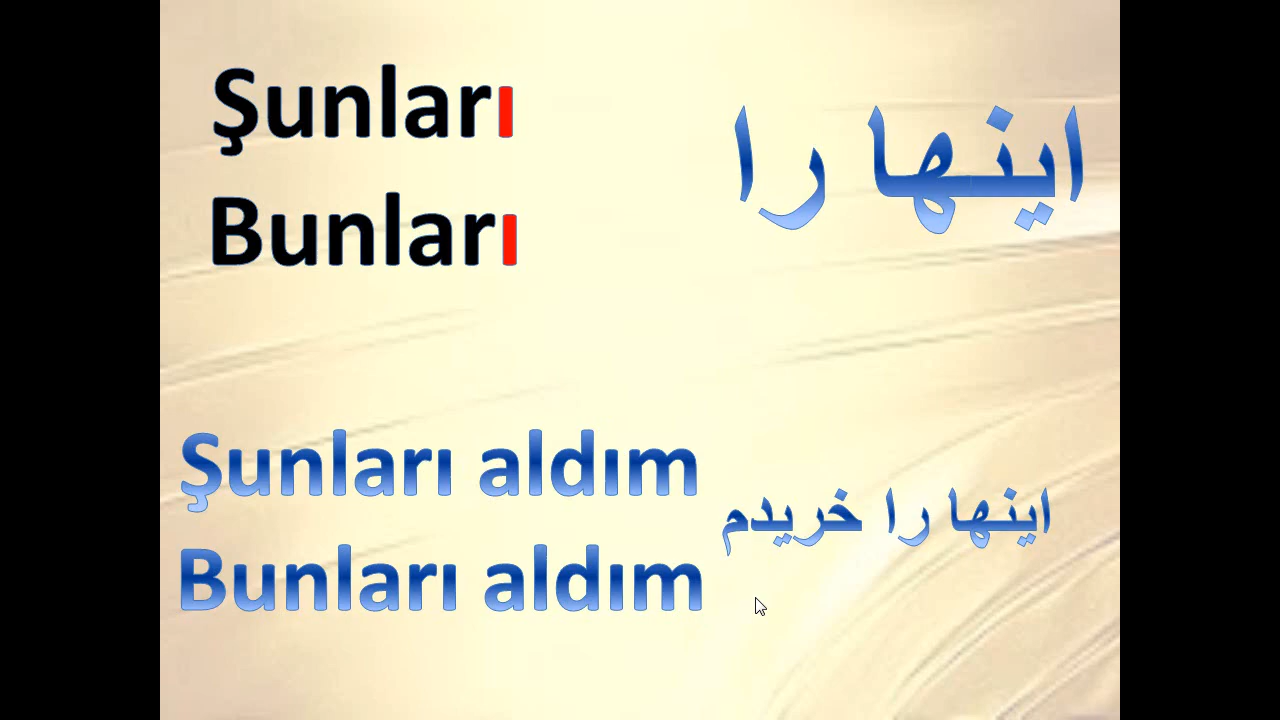 Şunları
Bunları
اینها را
Şunları aldım
Bunları aldım
اینها را خریدم